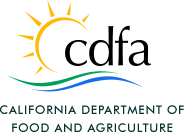 cdfa
CALIFORNIA DEPARTMENT OF
FOOD AND AGRICULTURE